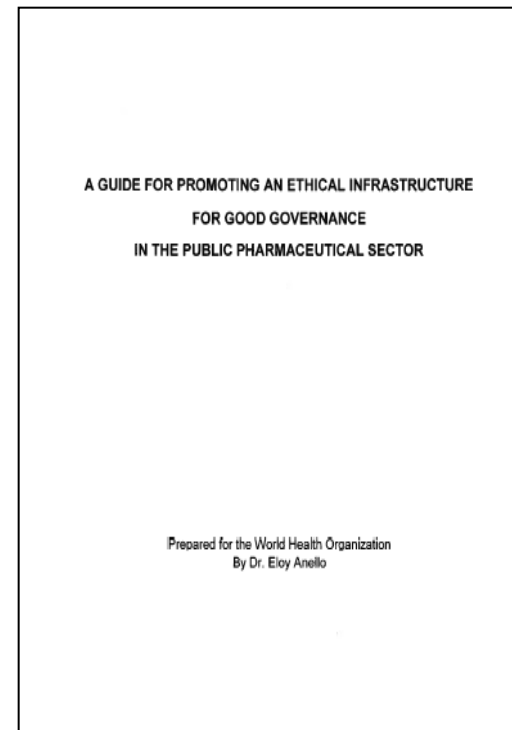 A GUIDE FOR PROMOTING AN ETHICAL INFRASTRUCTURE
FOR GOOD GOVERNANCE
IN THE PUBLIC PHARMACEUTICAL SECTOR
Prepared for the World Health Organization
By Dr. Eloy Anello